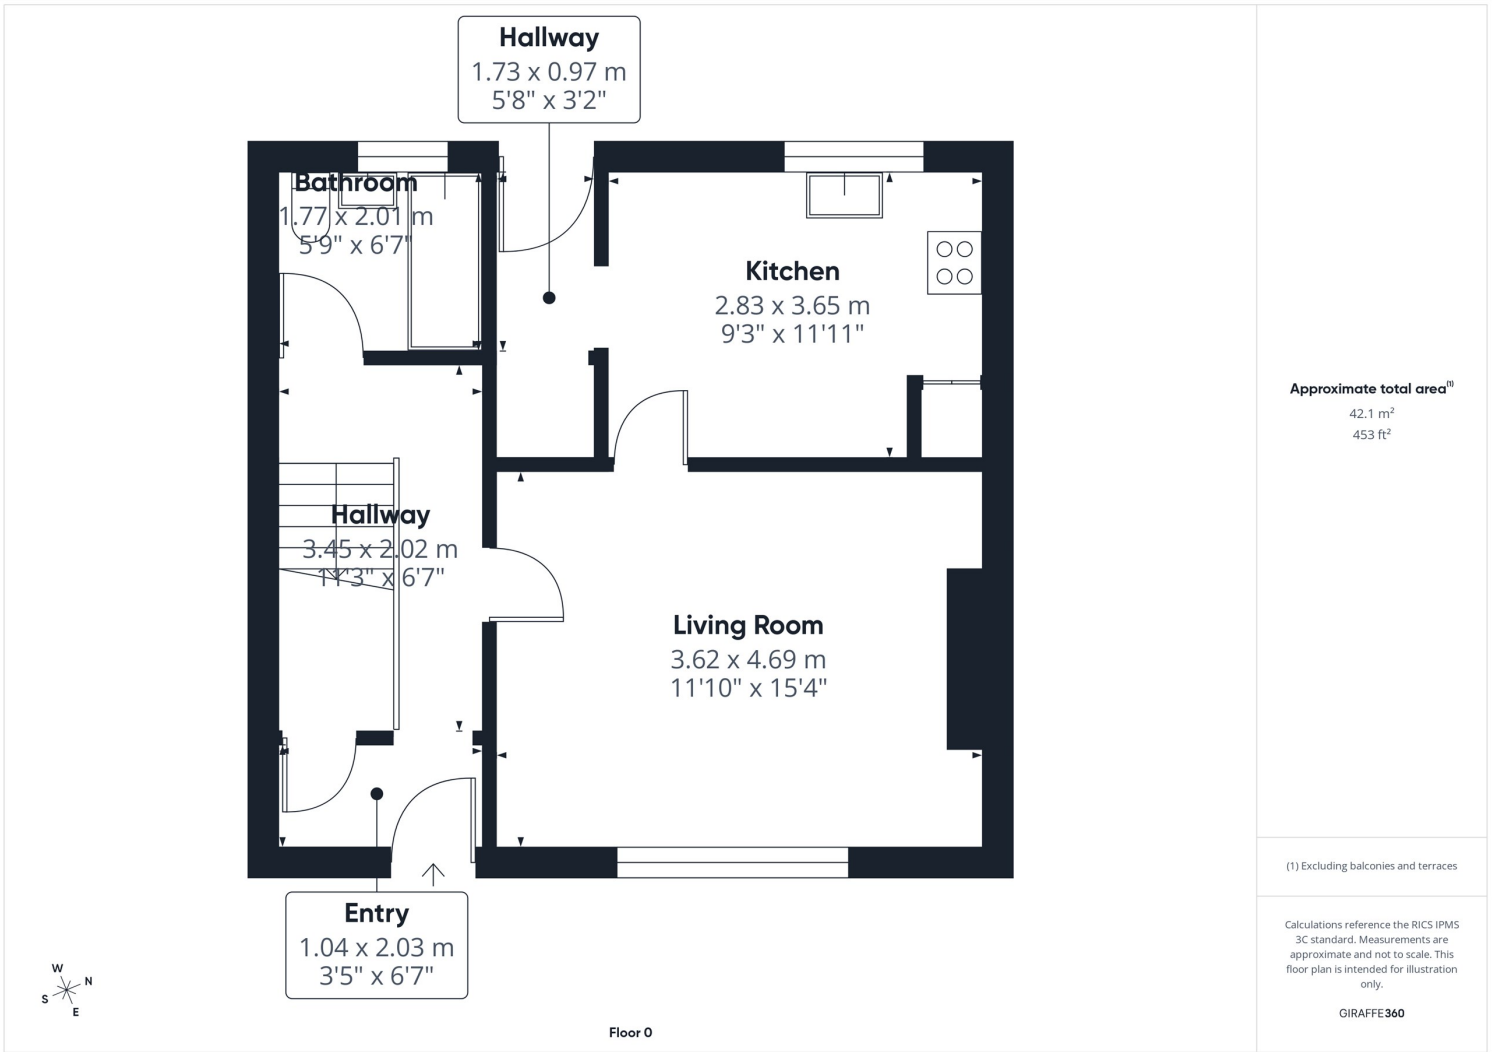 Hallway
1.73 x 0.97 m
5'8" x 3'2"
Bathroom
1.77 x 2.01 m
5'9" x 6'7"
Kitchen
2.83 x 3.65 m
9'3" x 11'11"
Hallway
3.45 x 2.02 m
11'3" x 6'7"
Living Room
3.62 x 4.69 m
11'10" x 15'4"
Entry
1.04 x 2.03 m
3'5" x 6'7"
W
N
S
E
Floor 0
Approximate total area(1)
42.1 m²
453 ft²
(1) Excluding balconies and terraces
Calculations reference the RICS IPMS
3C standard. Measurements are
approximate and not to scale. This
floor plan is intended for illustration
only.
GIRAFFE360